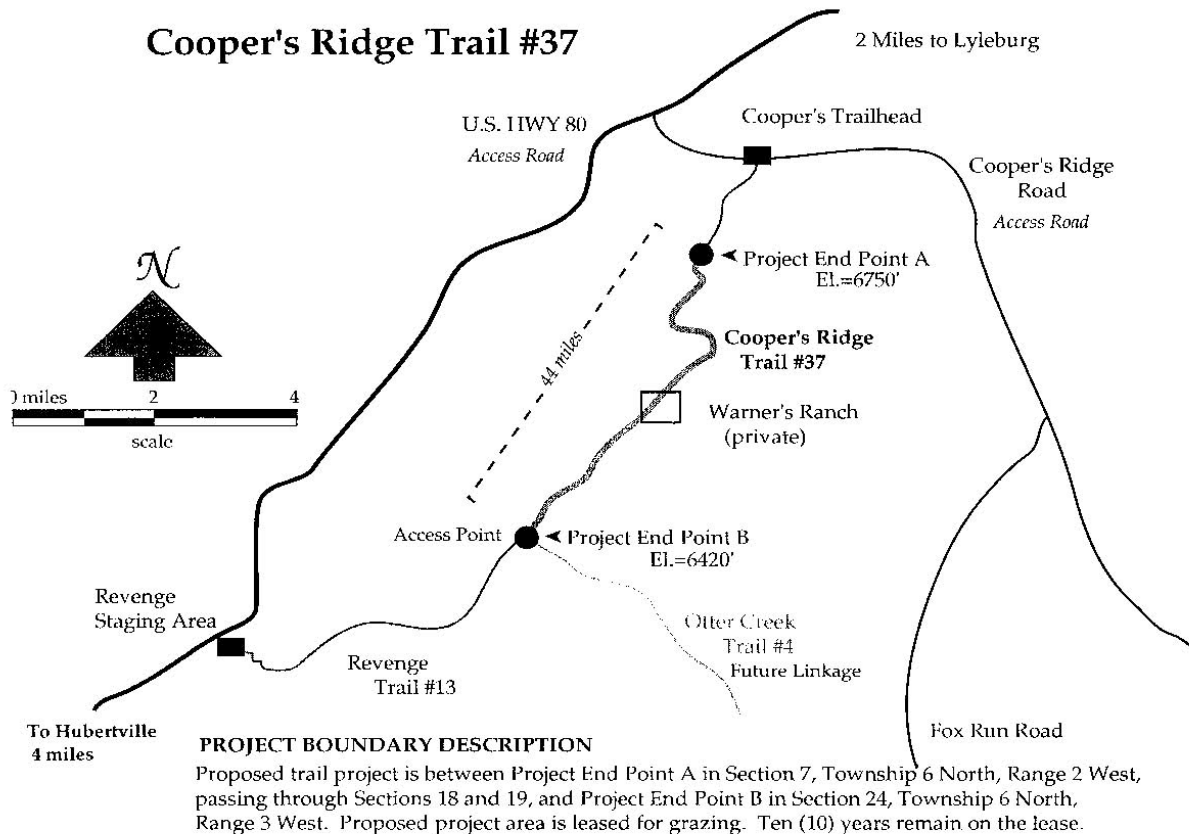 Cooper's Ridge Trail #37
2 Miles to Lyleburg
U.S. HWY 80
Access Road
Cooper's Trailhead
Cooper's Ridge
Road
Access Road
N
Project End Point A
El.=6750'
44 miles
Cooper's Ridge
Trail #37
0 miles 2 4
scale
Warner's Ranch
(private)
Access Point
Project End Point B
El.=6420'
Revenge
Staging Area
Otter Creek
Trail #4
Future Linkage
Revenge
Trail #13
To Hubertville
4 miles
Fox Run Road
PROJECT BOUNDARY DESCRIPTION
Proposed trail project is between Project End Point A in Section 7, Township 6 North, Range 2 West,
passing through Sections 18 and 19, and Project End Point B in Section 24, Township 6 North,
Range 3 West. Proposed project area is leased for grazing. Ten (10) years remain on the lease.